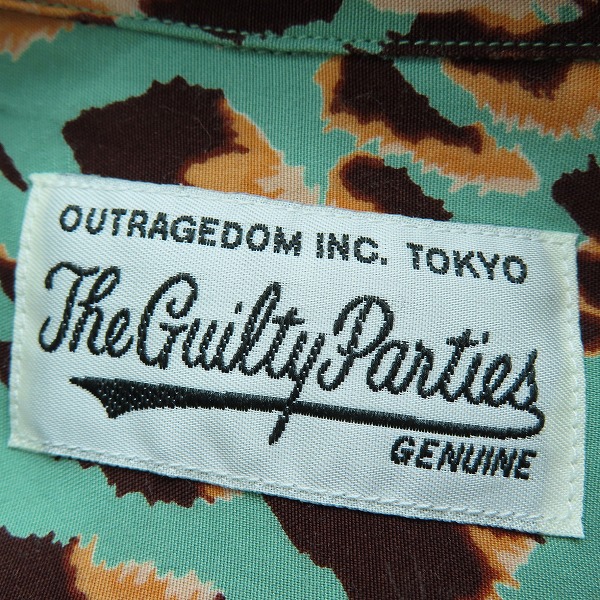 OUTRAGEDOM INC. TOKYO
The Guilty Parties
GENUINE